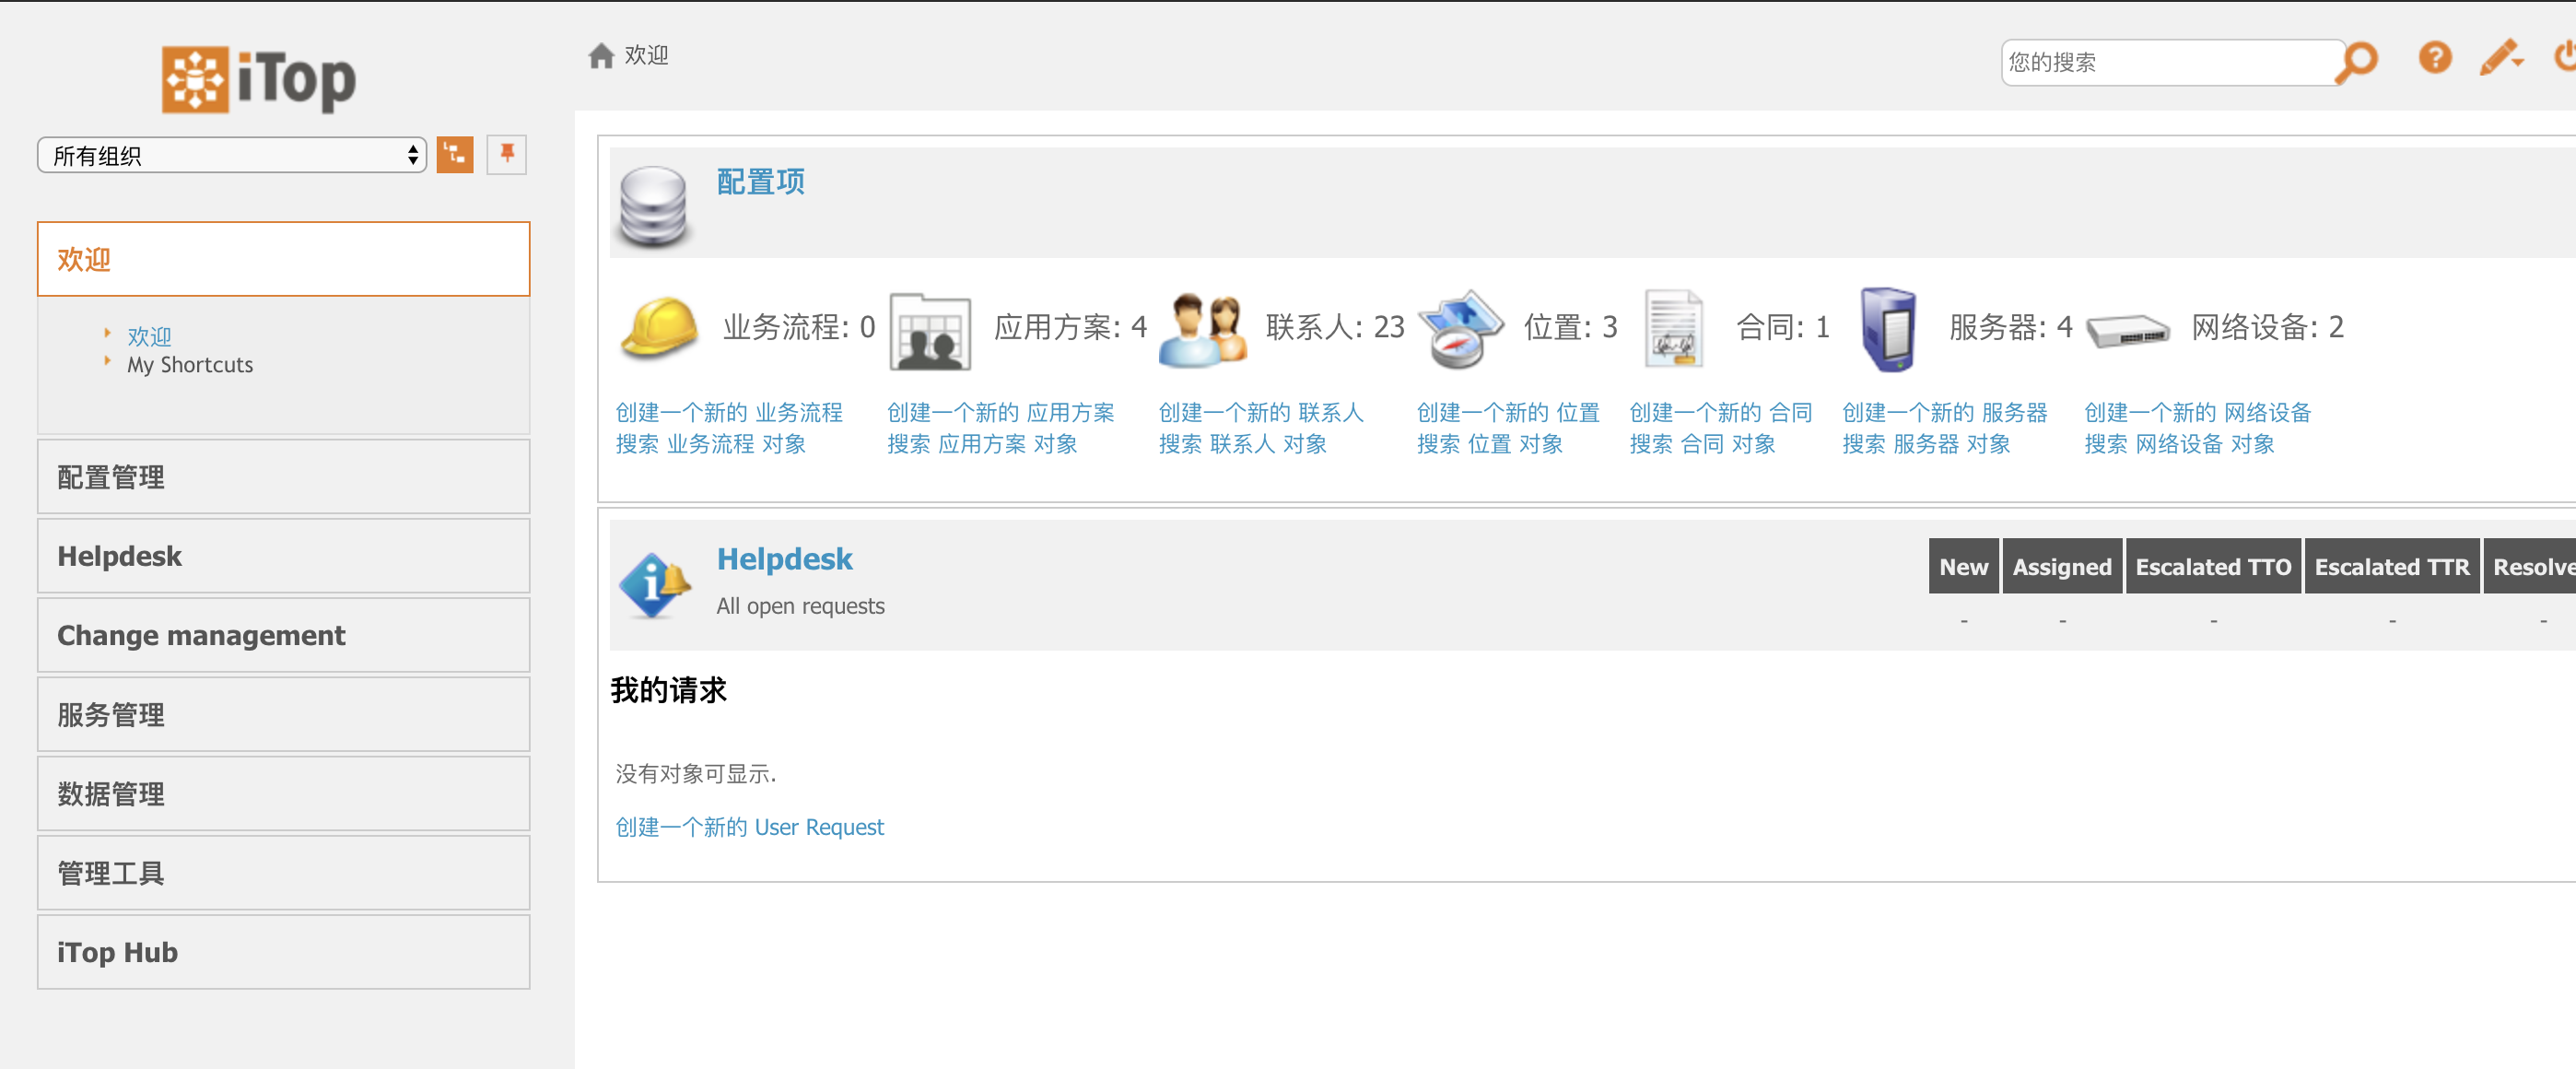 iTop
所有组织
欢迎
欢迎
My Shortcuts
配置管理
Helpdesk
Change management
服务管理
数据管理
管理工具
iTop Hub
欢迎
您的搜索
配置项
业务流程: 0
创建一个新的 业务流程
搜索 业务流程 对象
应用方案: 4
创建一个新的 应用方案
搜索 应用方案 对象
联系人: 23
创建一个新的 联系人
搜索 联系人 对象
位置: 3
创建一个新的 位置
搜索 位置 对象
合同: 1
创建一个新的 合同
搜索 合同 对象
服务器: 4
创建一个新的 服务器
搜索 服务器 对象
网络设备: 2
创建一个新的 网络设备
搜索 网络设备 对象
Helpdesk
All open requests
New Assigned Escalated TTO Escalated TTR Resolve
- - - - -
我的请求
没有对象可显示.
创建一个新的 User Request